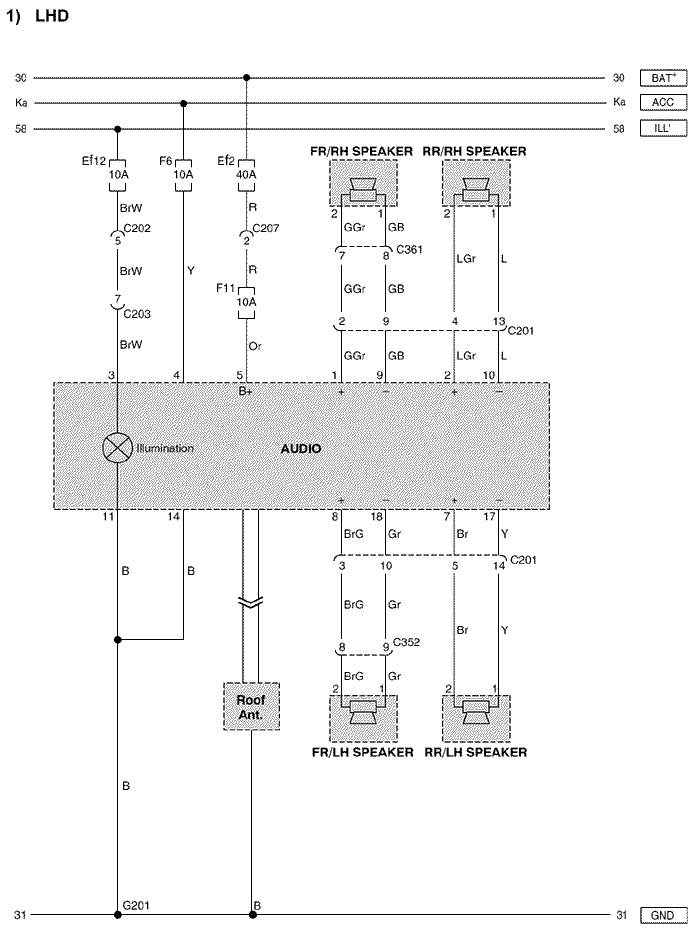 1) LHD
30 30 BAT+
Ka Ka ACC
58 58 ILL'
Ef12 F6 Ef2 FR/RH SPEAKER RR/RH SPEAKER
10A 10A 40A
BrW R 2 1 2 1
C202 C207 GGr GB
5 2 7 8 C361
BrW Y R LGr L
F11 GGr GB
7 10A
C203 2 9 4 13 C201
BrW Or GGr GB LGr L
3 4 5 1 9 2 10
B+ + − + −
Illumination AUDIO
+ − + −
11 14 8 18 7 17
BrG Gr Br Y
C201
B B 3 10 5 14
BrG Gr
Br Y
8 9 C352
BrG Gr
2 1 2 1
Roof
Ant.
FR/LH SPEAKER RR/LH SPEAKER
B
G201 B
31 31 GND